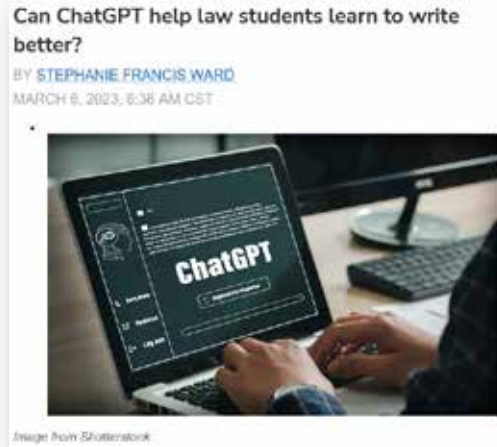 Can ChatGPT help law students learn to write
better?
BY STEPHANIE FRANCIS WARD
MARCH 6, 2023, 8:36 AM CST
ChatGPT
Image from Shutterstock